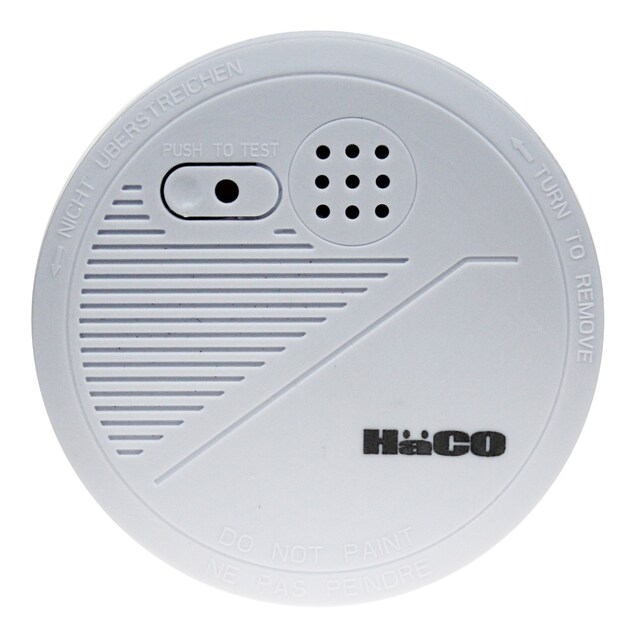 ← NICHT ÜBERSTREICHEN
PUSH TO TEST
← TURN TO REMOVE
HäCO
DO NOT PAINT
NE PAS PEINDRE